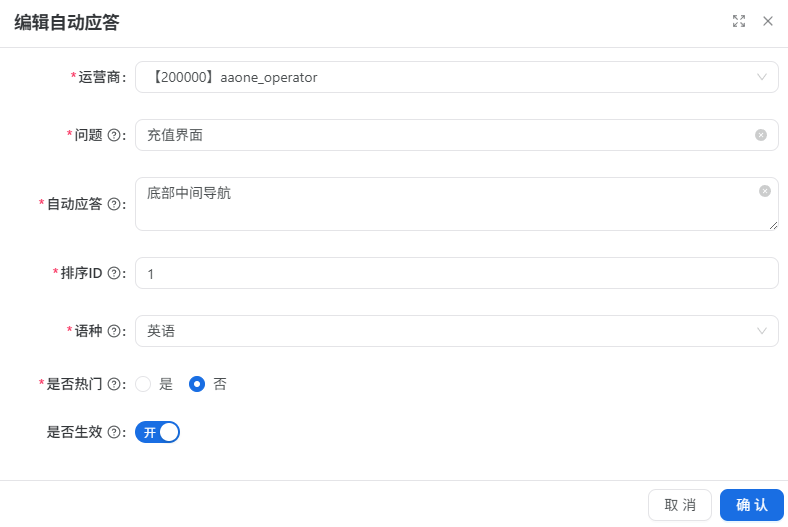 编辑自动应答
*运营商: 【200000】aaone_operator
*问题 ?: 充值界面
*自动应答 ?: 底部中间导航
*排序ID ?: 1
*语种 ?: 英语
*是否热门 ?: 是 否
是否生效 ?: 开
取 消 确 认